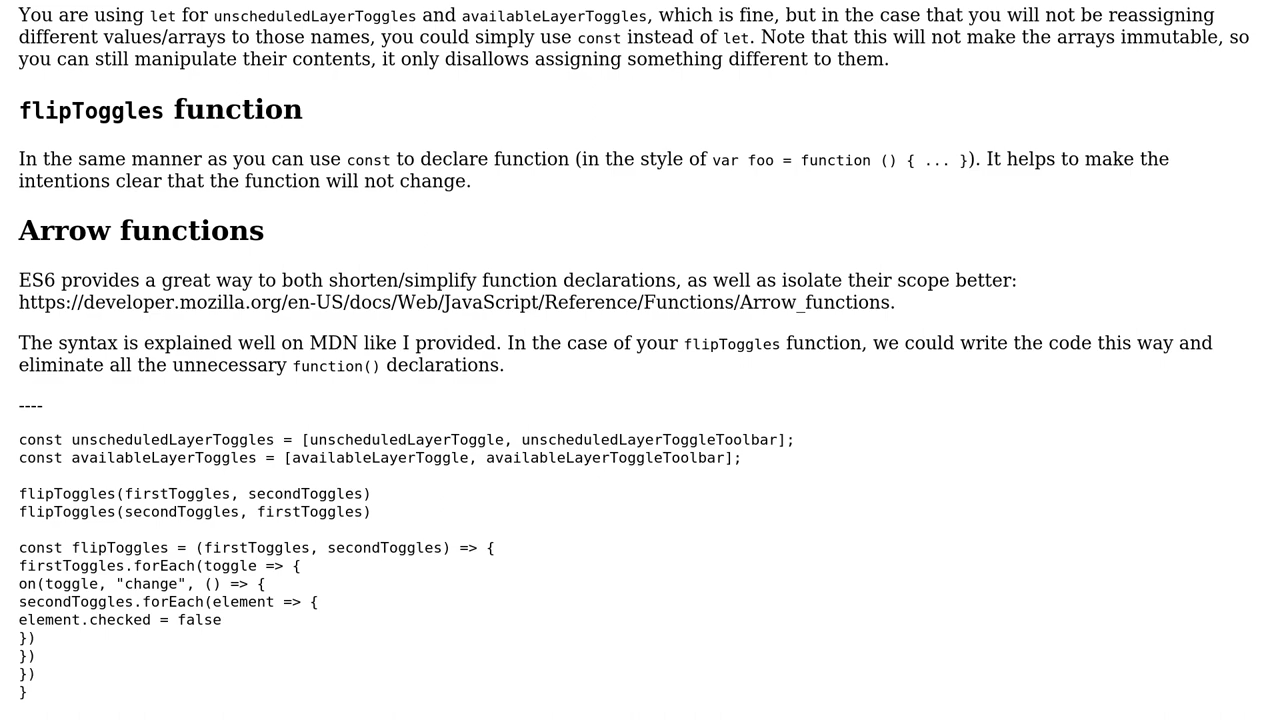 You are using let for unscheduledLayerToggles and availableLayerToggles, which is fine, but in the case that you will not be reassigning
different values/arrays to those names, you could simply use const instead of let. Note that this will not make the arrays immutable, so
you can still manipulate their contents, it only disallows assigning something different to them.
flipToggles function
In the same manner as you can use const to declare function (in the style of var foo = function () { ... }). It helps to make the
intentions clear that the function will not change.
Arrow functions
ES6 provides a great way to both shorten/simplify function declarations, as well as isolate their scope better:
https://developer.mozilla.org/en-US/docs/Web/JavaScript/Reference/Functions/Arrow_functions.
The syntax is explained well on MDN like I provided. In the case of your flipToggles function, we could write the code this way and
eliminate all the unnecessary function() declarations.
----
const unscheduledLayerToggles = [unscheduledLayerToggle, unscheduledLayerToggleToolbar];
const availableLayerToggles = [availableLayerToggle, availableLayerToggleToolbar];
flipToggles(firstToggles, secondToggles)
flipToggles(secondToggles, firstToggles)
const flipToggles = (firstToggles, secondToggles) => {
firstToggles.forEach(toggle => {
on(toggle, "change", () => {
secondToggles.forEach(element => {
element.checked = false
})
})
})
}